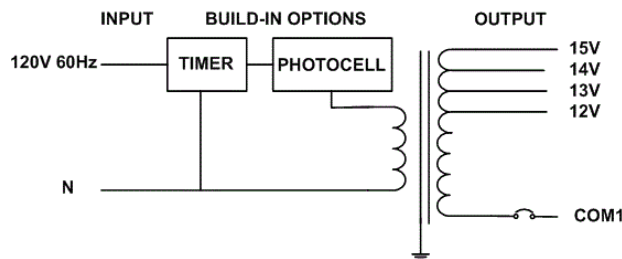 INPUT BUILD-IN OPTIONS OUTPUT
120V 60Hz TIMER PHOTOCELL
15V
14V
13V
12V
N
COM1